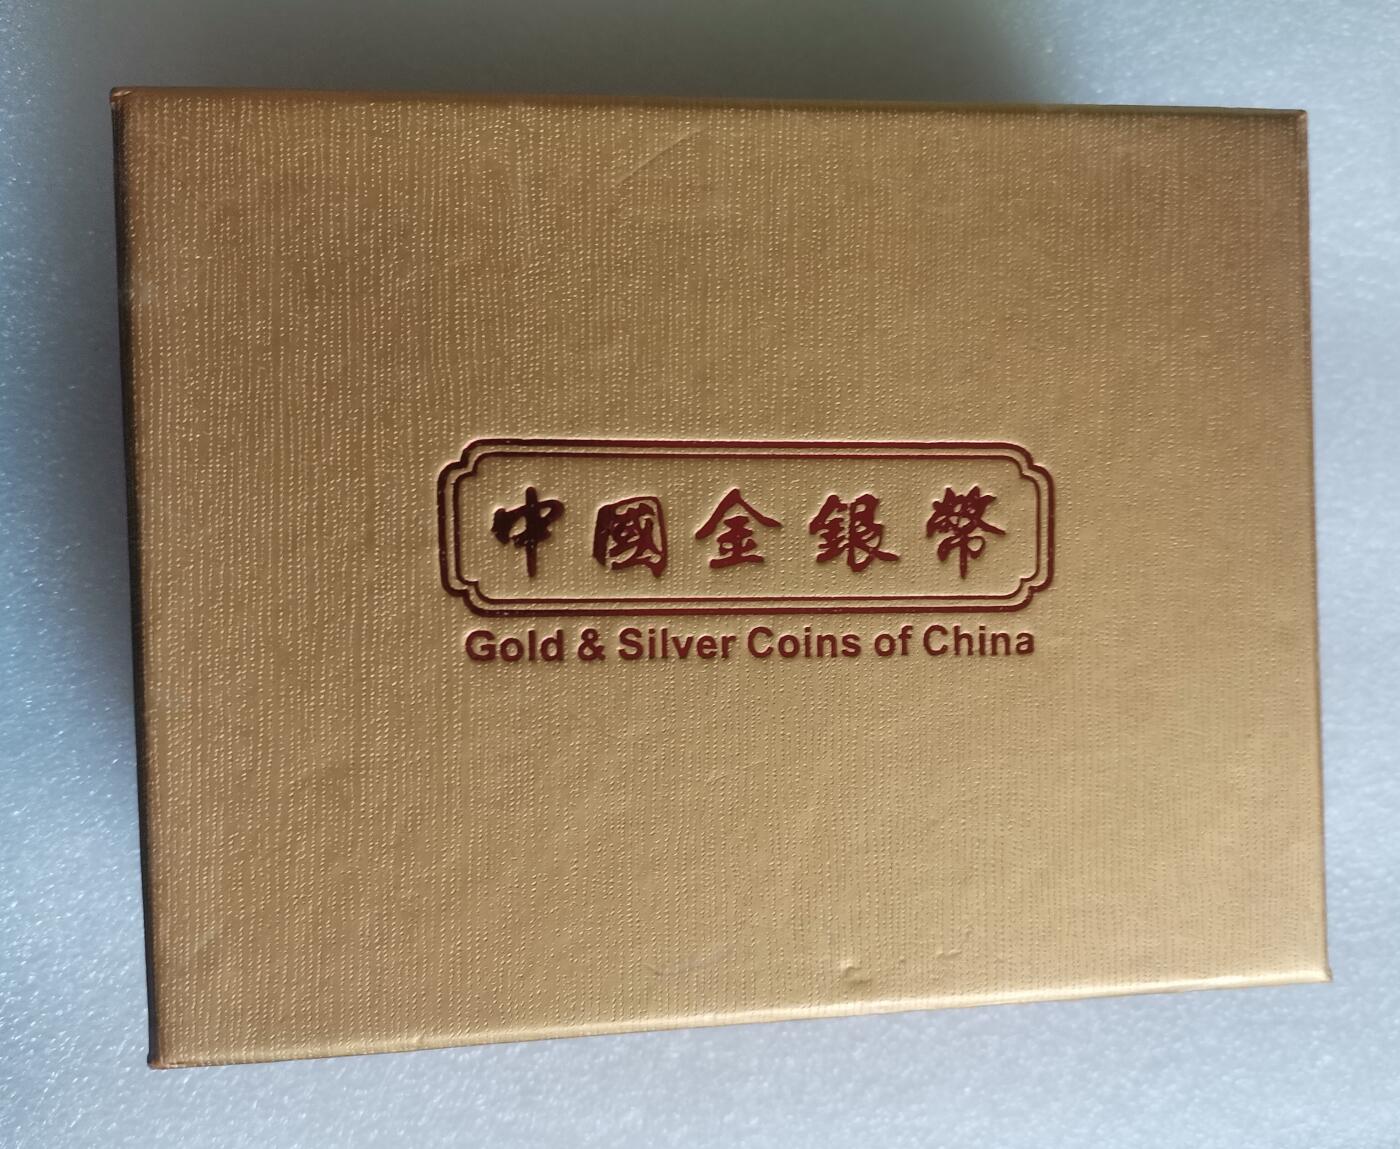 中國金銀幣
Gold & Silver Coins of China